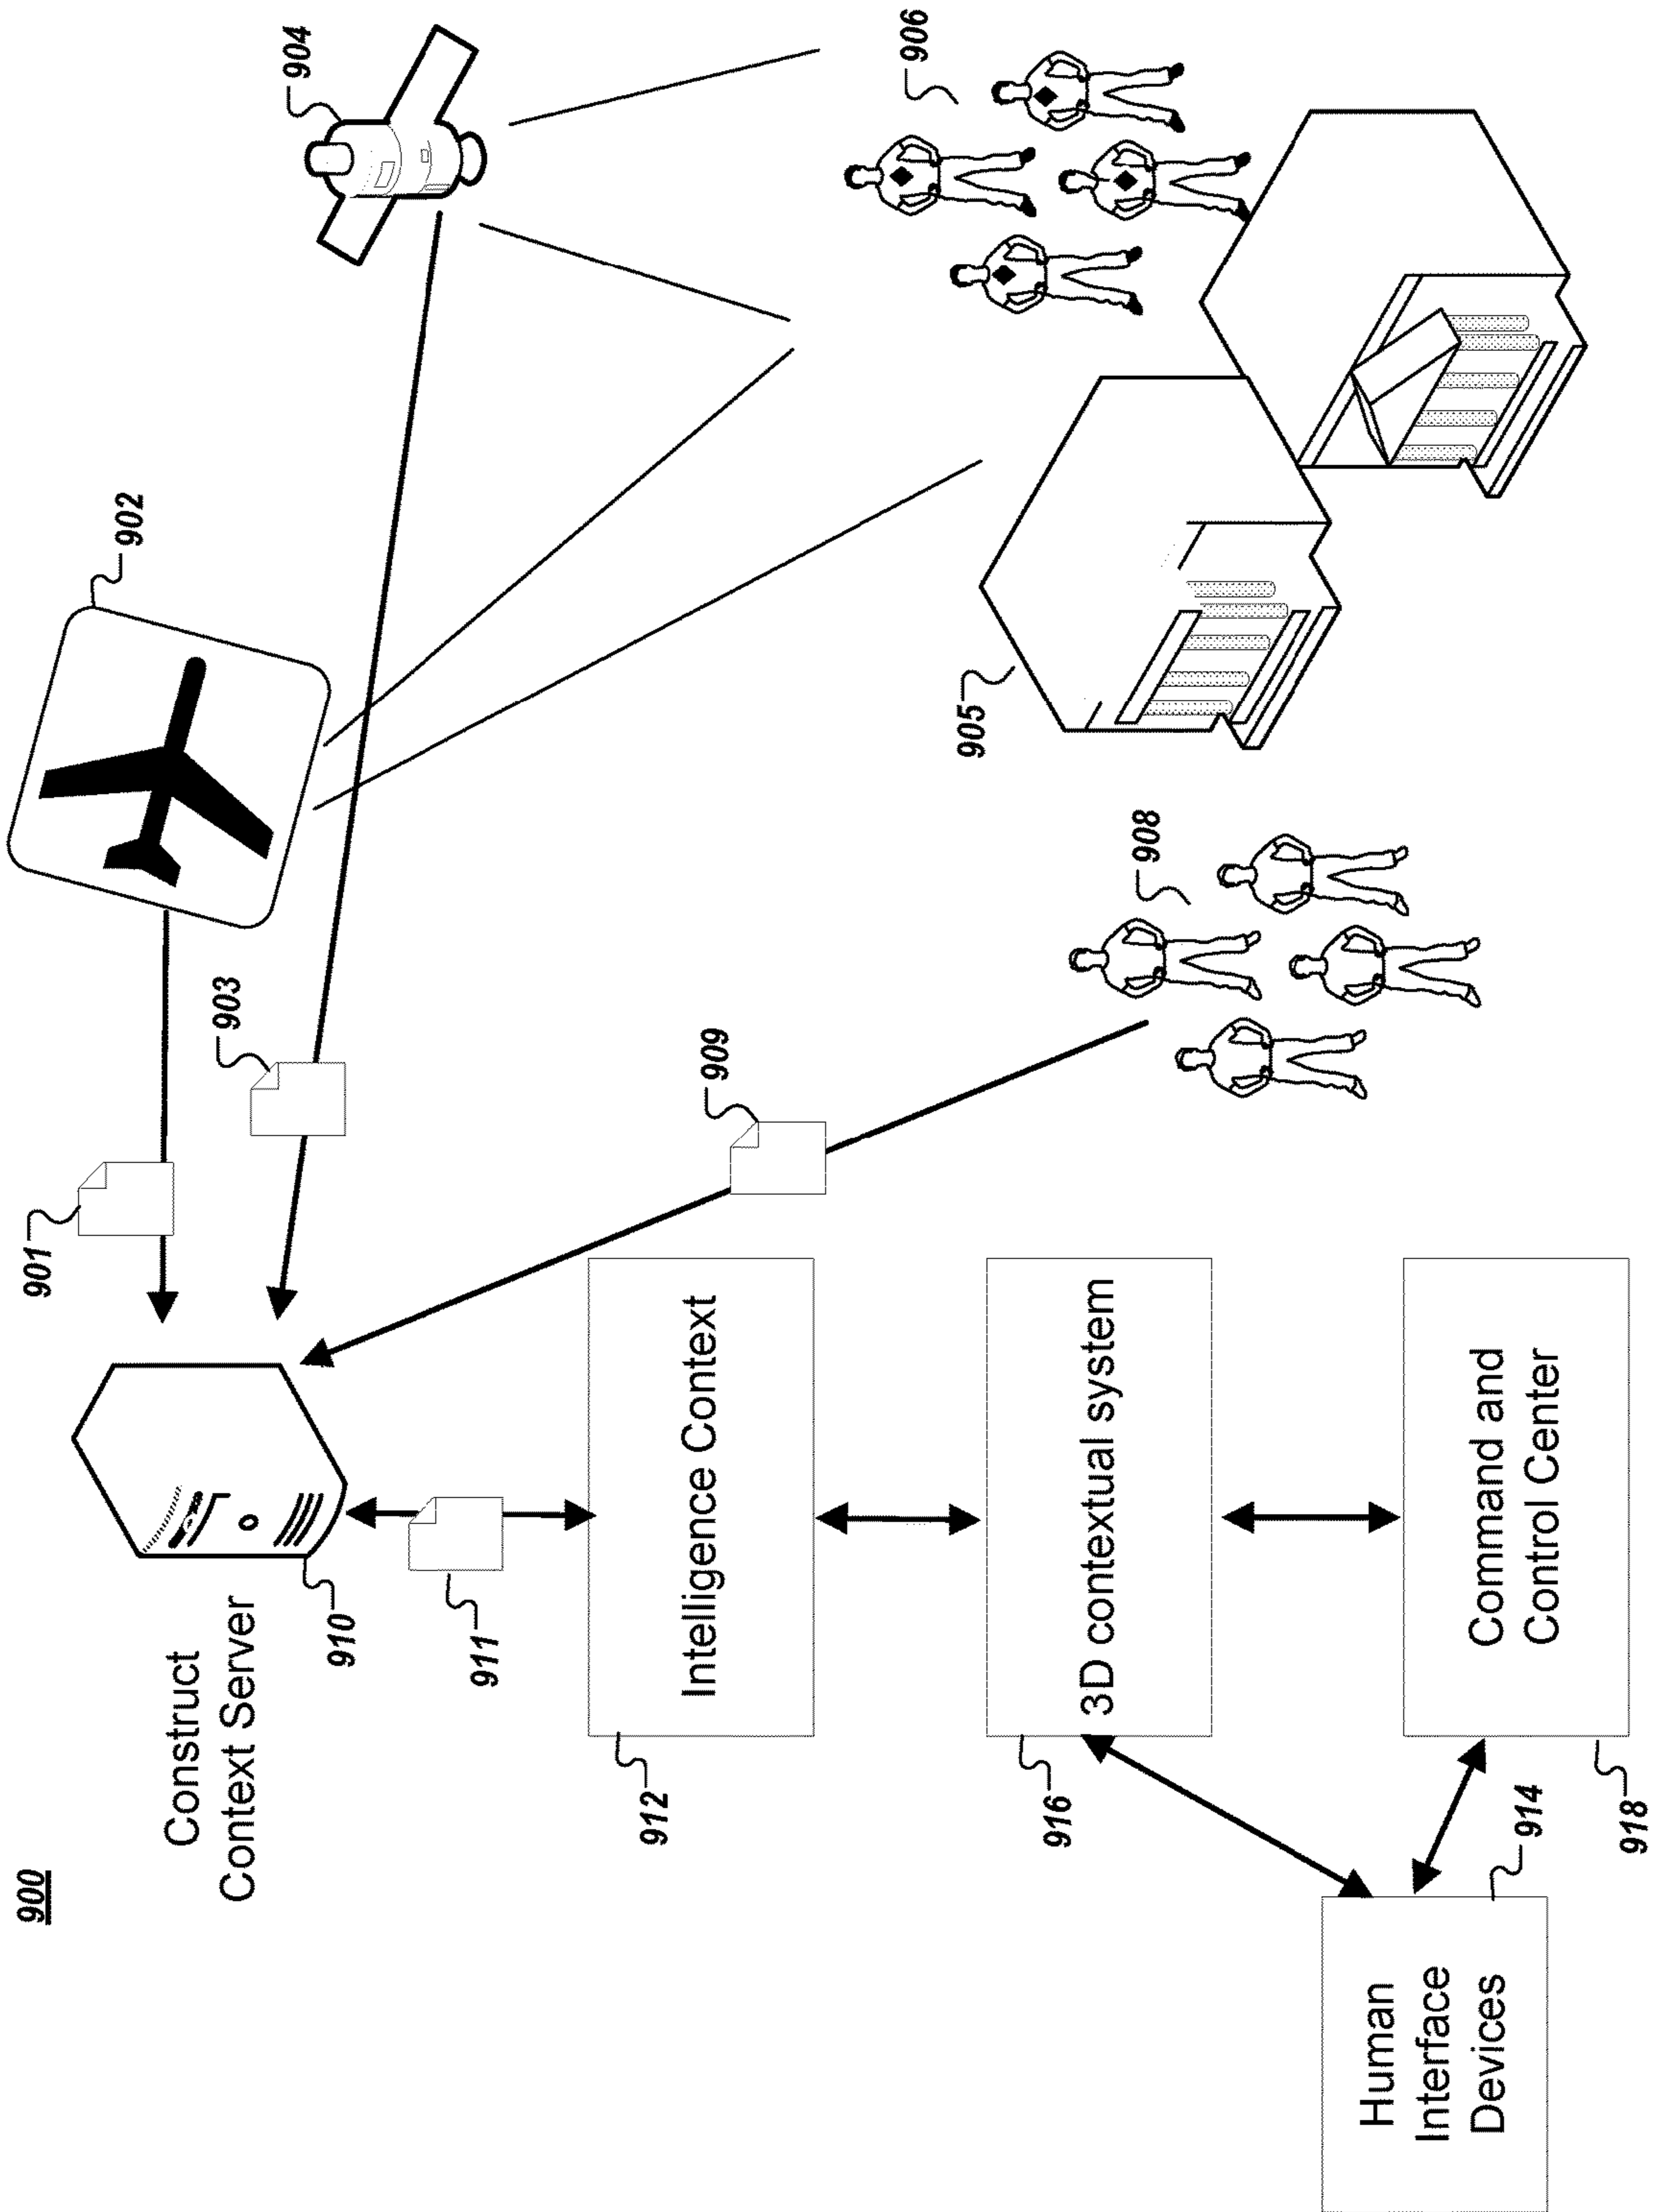 900
Construct
Context Server
910
911
901
902
903
904
906
905
908
909
912
Intelligence Context
916
3D contextual system
Human
Interface
Devices
914
918
Command and
Control Center